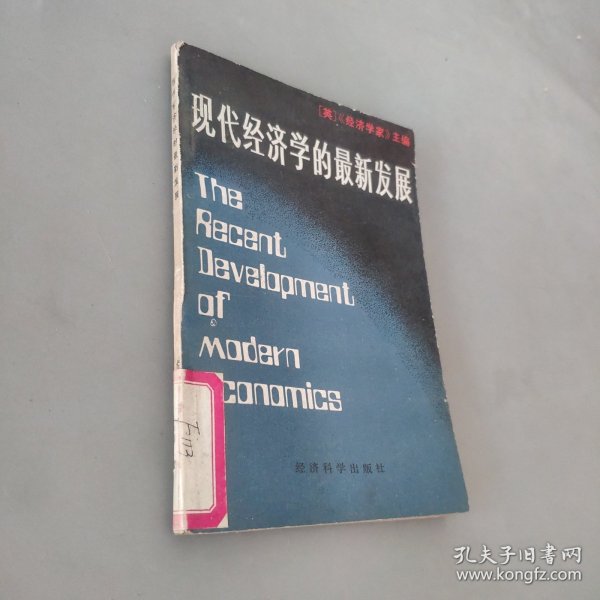 [英]《经济学家》主编
现代经济学的最新发展
The
Recent
Development
of
Modern
conomics
经济科学出版社
F113
孔夫子旧书网
www.kongfz.com